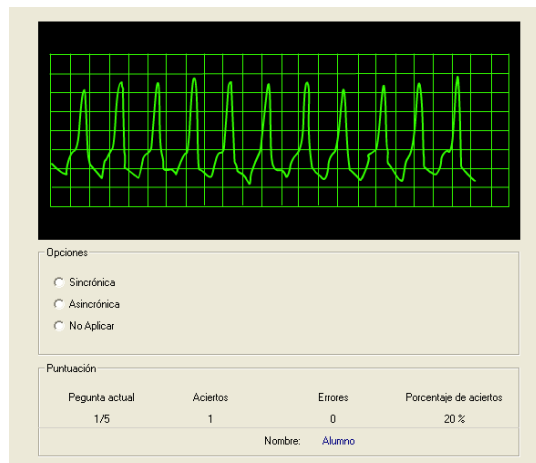 Opciones
Sincrónica
Asincrónica
No Aplicar
Puntuación
Pegunta actual Aciertos Errores Porcentaje de aciertos
1/5 1 0 20 %
Nombre: Alumno